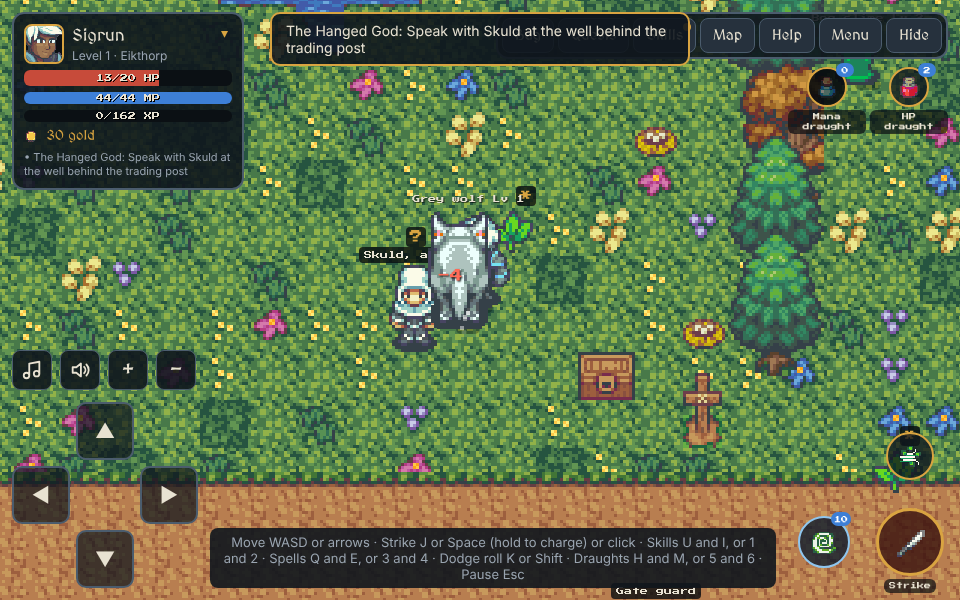 Sigrun
Level 1 · Eikthorp
13/20 HP
44/44 MP
0/162 XP
30 gold
• The Hanged God: Speak with Skuld at the well behind the trading post
The Hanged God: Speak with Skuld at the well behind the
trading post
Map
Help
Menu
Hide
0
Mana
draught
2
HP
draught
Grey wolf Lv 1
?
Skuld, a
-4
+
-
Move WASD or arrows · Strike J or Space (hold to charge) or click · Skills U and I, or 1
and 2 · Spells Q and E, or 3 and 4 · Dodge roll K or Shift · Draughts H and M, or 5 and 6 ·
Pause Esc
10
Strike
Gate guard